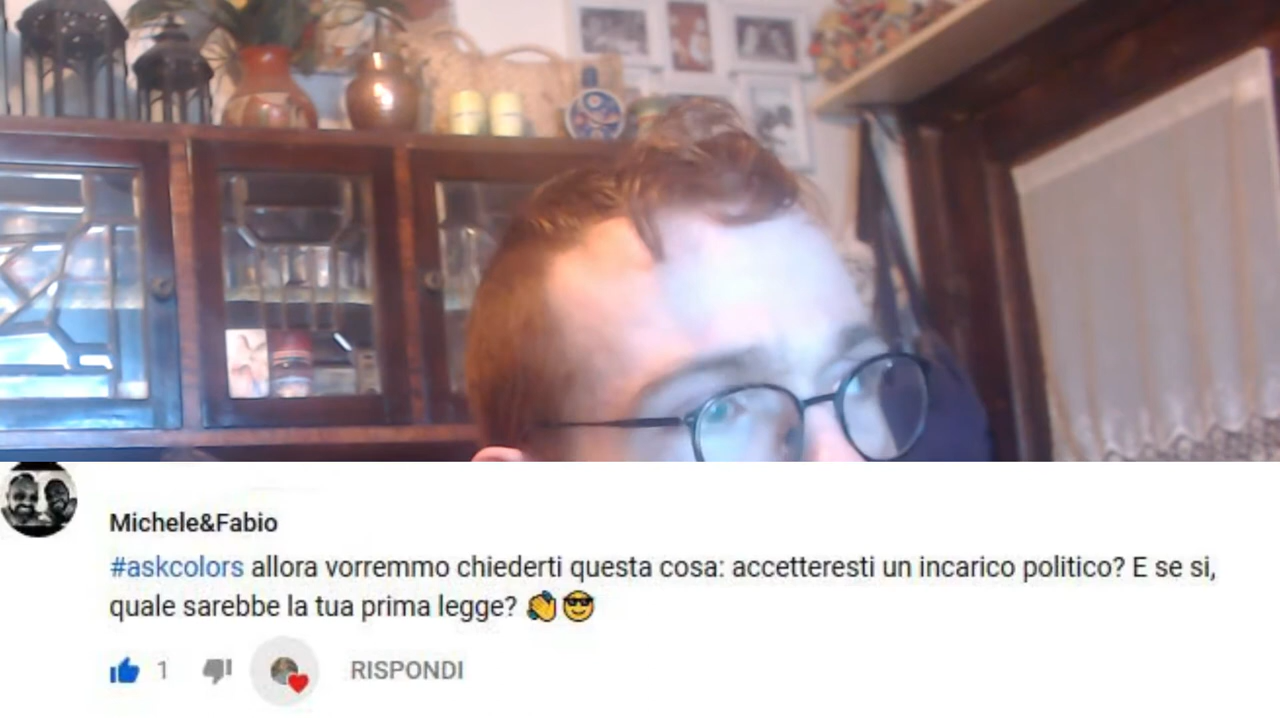 Michele&Fabio
#askcolors allora vorremmo chiederti questa cosa: accetteresti un incarico politico? E se si,
quale sarebbe la tua prima legge? 👏😎
1 RISPONDI